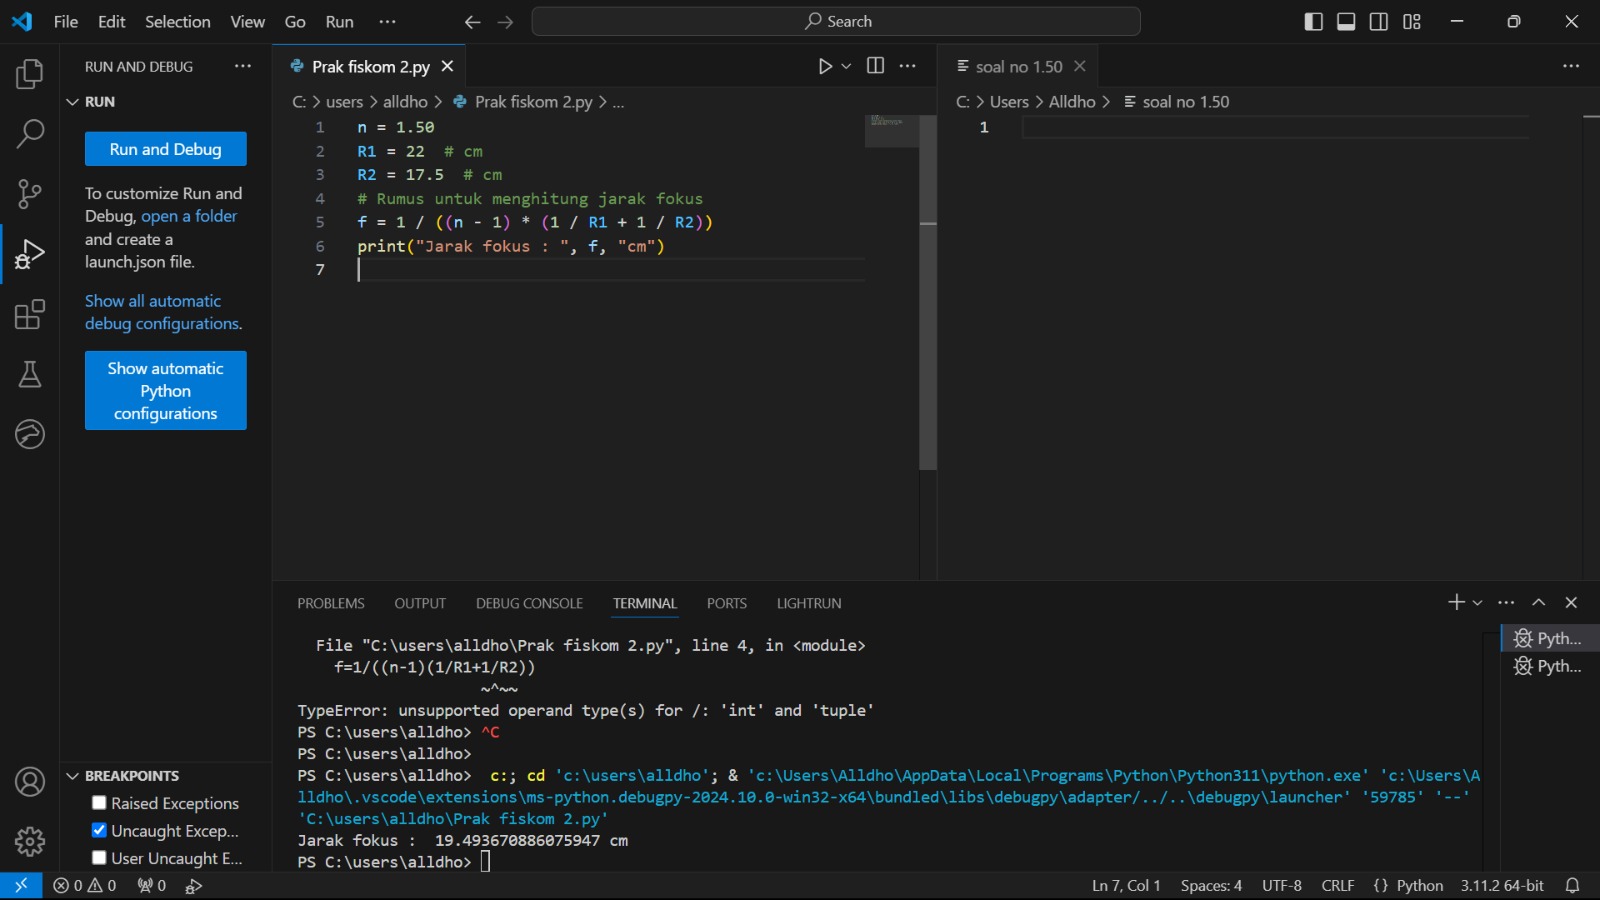 File Edit Selection View Go Run ··· Search
RUN AND DEBUG ···
RUN
Run and Debug
To customize Run and
Debug, open a folder
and create a
launch.json file.
Show all automatic
debug configurations.
Show automatic
Python
configurations
BREAKPOINTS
Raised Exceptions
Uncaught Excep...
User Uncaught E...
Prak fiskom 2.py
C: > users > alldho > Prak fiskom 2.py > ...
1 n = 1.50
2 R1 = 22 # cm
3 R2 = 17.5 # cm
4 # Rumus untuk menghitung jarak fokus
5 f = 1 / ((n - 1) * (1 / R1 + 1 / R2))
6 print("Jarak fokus : ", f, "cm")
7
soal no 1.50
C: > Users > Alldho > soal no 1.50
1
PROBLEMS OUTPUT DEBUG CONSOLE TERMINAL PORTS LIGHTRUN
File "C:\users\alldho\Prak fiskom 2.py", line 4, in <module>
f=1/((n-1)(1/R1+1/R2))
~^~~
TypeError: unsupported operand type(s) for /: 'int' and 'tuple'
PS C:\users\alldho> ^C
PS C:\users\alldho>
PS C:\users\alldho> c:; cd 'c:\users\alldho'; & 'c:\Users\Alldho\AppData\Local\Programs\Python\Python311\python.exe' 'c:\Users\A
lldho\.vscode\extensions\ms-python.debugpy-2024.10.0-win32-x64\bundled\libs\debugpy\adapter/../..\debugpy\launcher' '59785' '--'
'C:\users\alldho\Prak fiskom 2.py'
Jarak fokus : 19.493670886075947 cm
PS C:\users\alldho>
Pyth...
Pyth...
0 0 0 Ln 7, Col 1 Spaces: 4 UTF-8 CRLF {} Python 3.11.2 64-bit